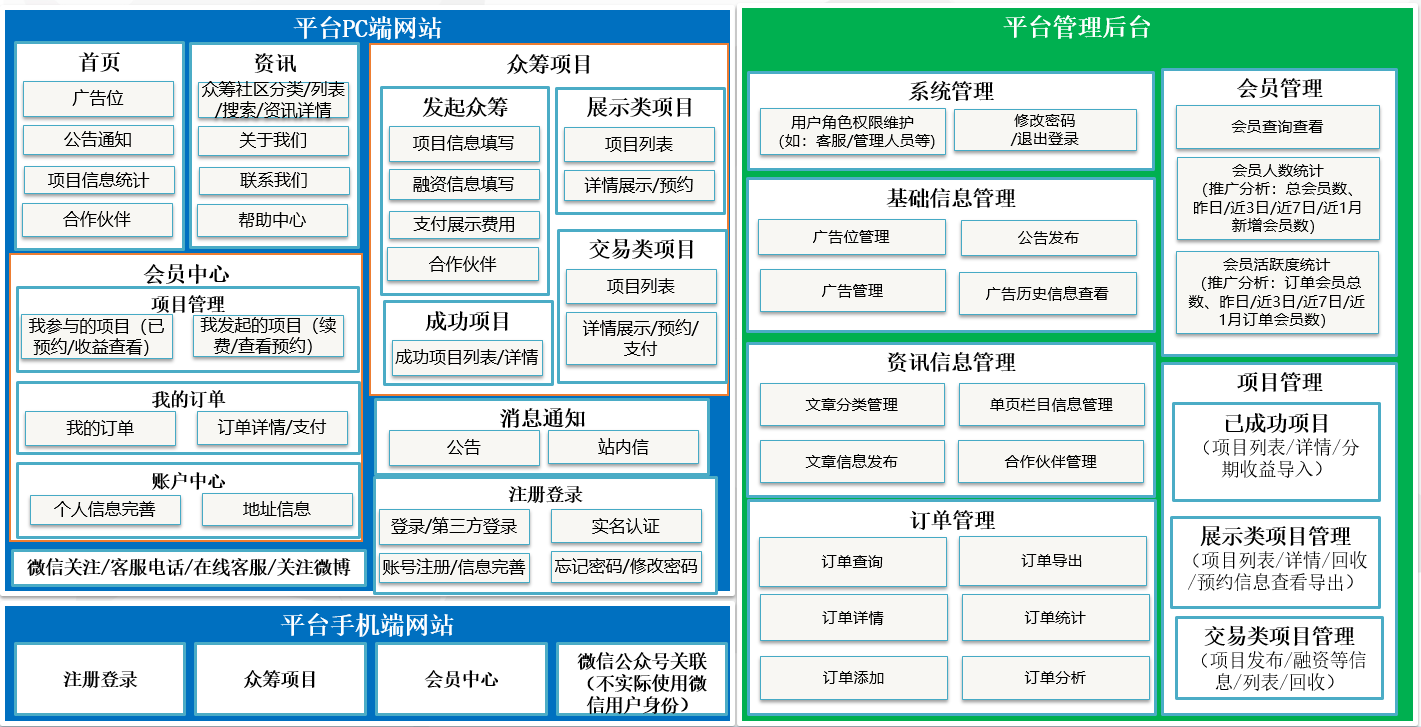 平台PC端网站
首页
广告位
公告通知
项目信息统计
合作伙伴
资讯
众筹社区分类/列表
/搜索/资讯详情
关于我们
联系我们
帮助中心
众筹项目
发起众筹
项目信息填写
融资信息填写
支付展示费用
合作伙伴
展示类项目
项目列表
详情展示/预约
成功项目
成功项目列表/详情
交易类项目
项目列表
详情展示/预约/
支付
会员中心
项目管理
我参与的项目（已
预约/收益查看）
我发起的项目（续
费/查看预约）
我的订单
我的订单
订单详情/支付
账户中心
个人信息完善
地址信息
消息通知
公告
站内信
注册登录
登录/第三方登录
实名认证
账号注册/信息完善
忘记密码/修改密码
微信关注/客服电话/在线客服/关注微博
平台手机端网站
注册登录
众筹项目
会员中心
微信公众号关联
（不实际使用微
信用户身份）
平台管理后台
系统管理
用户角色权限维护
(如：客服/管理人员等)
修改密码
/退出登录
基础信息管理
广告位管理
公告发布
广告管理
广告历史信息查看
资讯信息管理
文章分类管理
单页栏目信息管理
文章信息发布
合作伙伴管理
订单管理
订单查询
订单导出
订单详情
订单统计
订单添加
订单分析
会员管理
会员查询查看
会员人数统计
(推广分析：总会员数、
昨日/近3日/近7日/近1月
新增会员数)
会员活跃度统计
(推广分析：订单会员总
数、昨日/近3日/近7日/近
1月订单会员数)
项目管理
已成功项目
（项目列表/详情/分
期收益导入）
展示类项目管理
（项目列表/详情/回收
/预约信息查看导出）
交易类项目管理
（项目发布/融资等信
息/列表/回收）